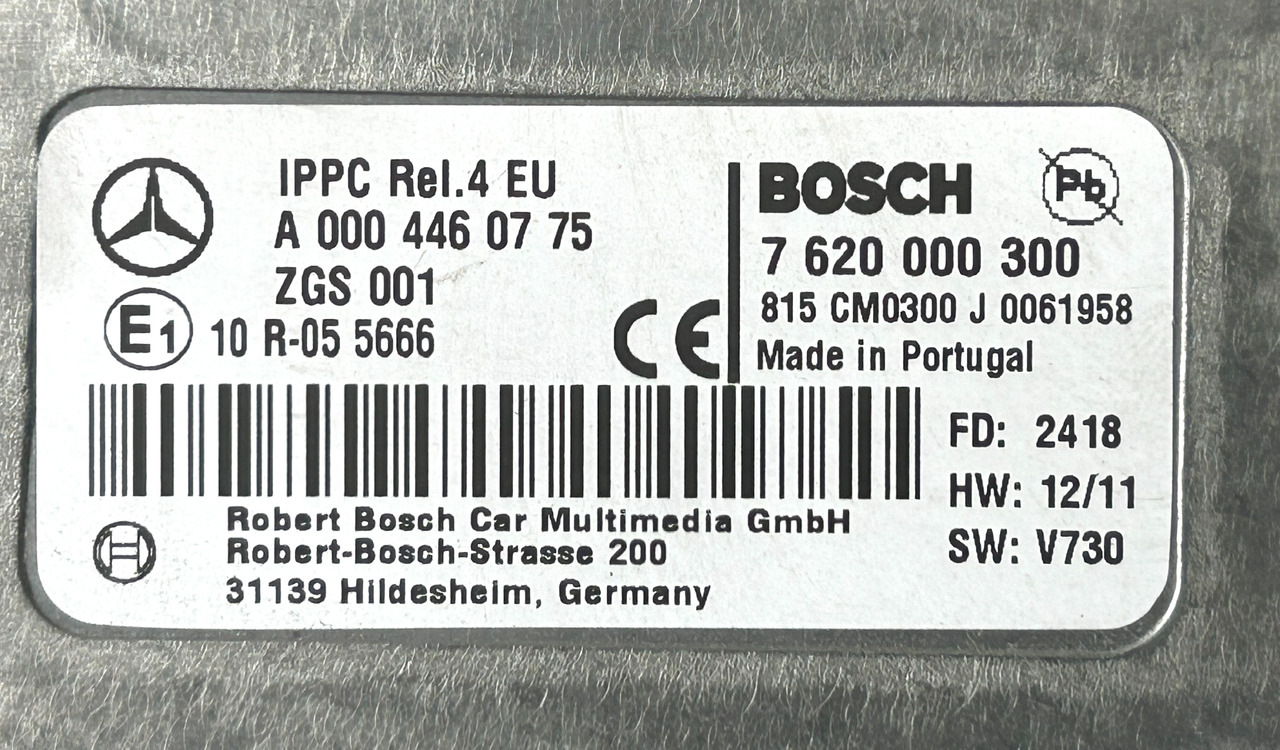 IPPC Rel.4 EU
A 000 446 07 75
ZGS 001
E1 10 R-05 5666
CE
BOSCH
Pb
7 620 000 300
815 CM0300 J 0061958
Made in Portugal
FD: 2418
HW: 12/11
SW: V730
Robert Bosch Car Multimedia GmbH
Robert-Bosch-Strasse 200
31139 Hildesheim, Germany